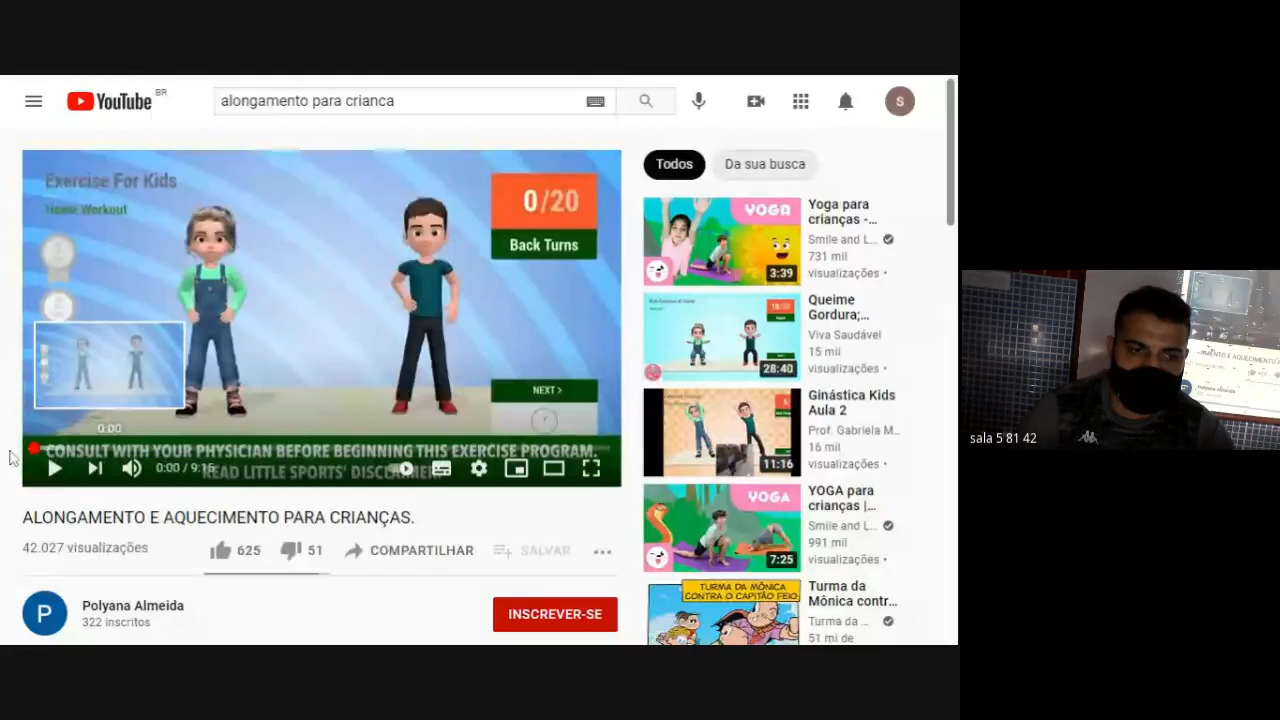 YouTube BR
alongamento para crianca
S
Exercise For Kids
Home Workout
0/20
Back Turns
NEXT >
0:00
CONSULT WITH YOUR PHYSICIAN BEFORE BEGINNING THIS EXERCISE PROGRAM.
READ LITTLE SPORTS' DISCLAIMER
0:00 / 9:15
ALONGAMENTO E AQUECIMENTO PARA CRIANÇAS.
42.027 visualizações
625
51
COMPARTILHAR
SALVAR
P
Polyana Almeida
322 inscritos
INSCREVER-SE
Todos
Da sua busca
YOGA
3:39
Yoga para
crianças -...
Smile and L...
731 mil
visualizações •
28:40
Queime
Gordura;...
Viva Saudável
15 mil
visualizações •
11:16
Ginástica Kids
Aula 2
Prof. Gabriela M...
16 mil
visualizações •
YOGA
7:25
YOGA para
crianças |...
Smile and L...
991 mil
visualizações •
TURMA DA MÔNICA
CONTRA O CAPITÃO FEIO
Turma da
Mônica contr...
Turma da ...
51 mi de
sala 5 81 42